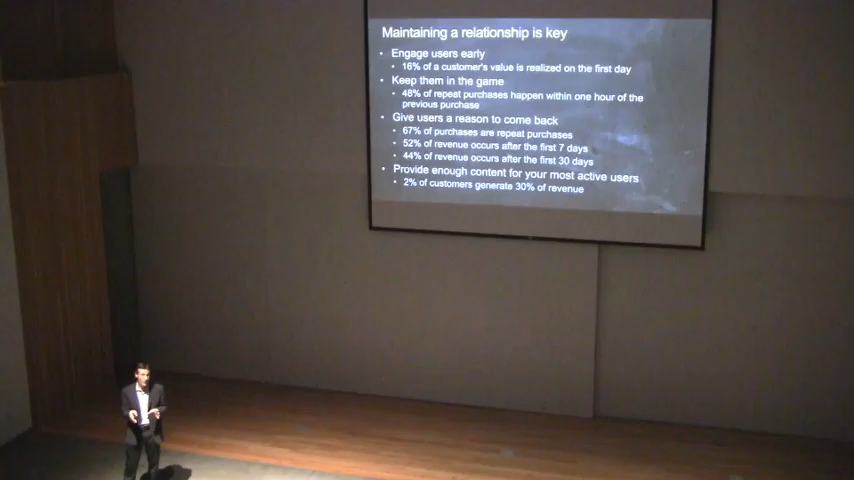 Maintaining a relationship is key
• Engage users early
• 16% of a customer's value is realized on the first day
• Keep them in the game
• 48% of repeat purchases happen within one hour of the
previous purchase
• Give users a reason to come back
• 67% of purchases are repeat purchases
• 52% of revenue occurs after the first 7 days
• 44% of revenue occurs after the first 30 days
• Provide enough content for your most active users
• 2% of customers generate 30% of revenue